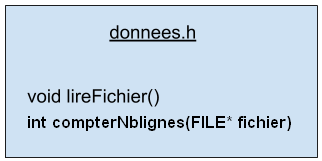 donnees.h
void lireFichier()
int compterNblignes(FILE* fichier)